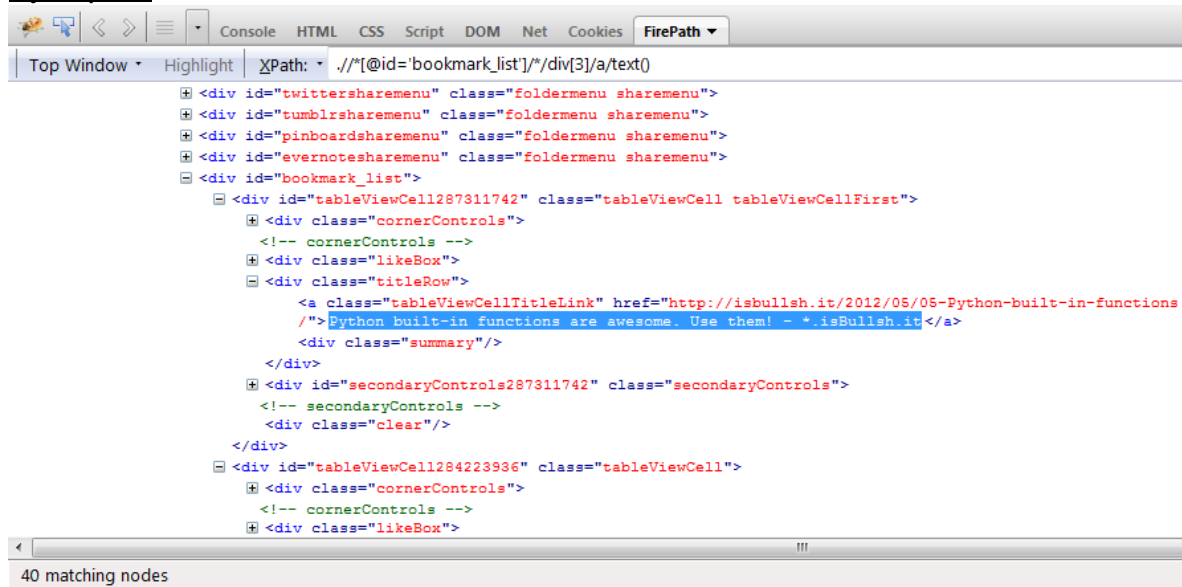 Console HTML CSS Script DOM Net Cookies FirePath
Top Window Highlight XPath: .//*[@id='bookmark_list']/*/div[3]/a/text()
<div id="twittersharemenu" class="foldermenu sharemenu">
<div id="tumblrsharemenu" class="foldermenu sharemenu">
<div id="pinboardsharemenu" class="foldermenu sharemenu">
<div id="evernotesharemenu" class="foldermenu sharemenu">
<div id="bookmark_list">
<div id="tableViewCell287311742" class="tableViewCell tableViewCellFirst">
<div class="cornerControls">
<!-- cornerControls -->
<div class="likeBox">
<div class="titleRow">
<a class="tableViewCellTitleLink" href="http://isbullsh.it/2012/05/05-Python-built-in-functions
/">Python built-in functions are awesome. Use them! - *.isBullsh.it</a>
<div class="summary"/>
</div>
<div id="secondaryControls287311742" class="secondaryControls">
<!-- secondaryControls -->
<div class="clear"/>
</div>
<div id="tableViewCell284223936" class="tableViewCell">
<div class="cornerControls">
<!-- cornerControls -->
<div class="likeBox">
40 matching nodes